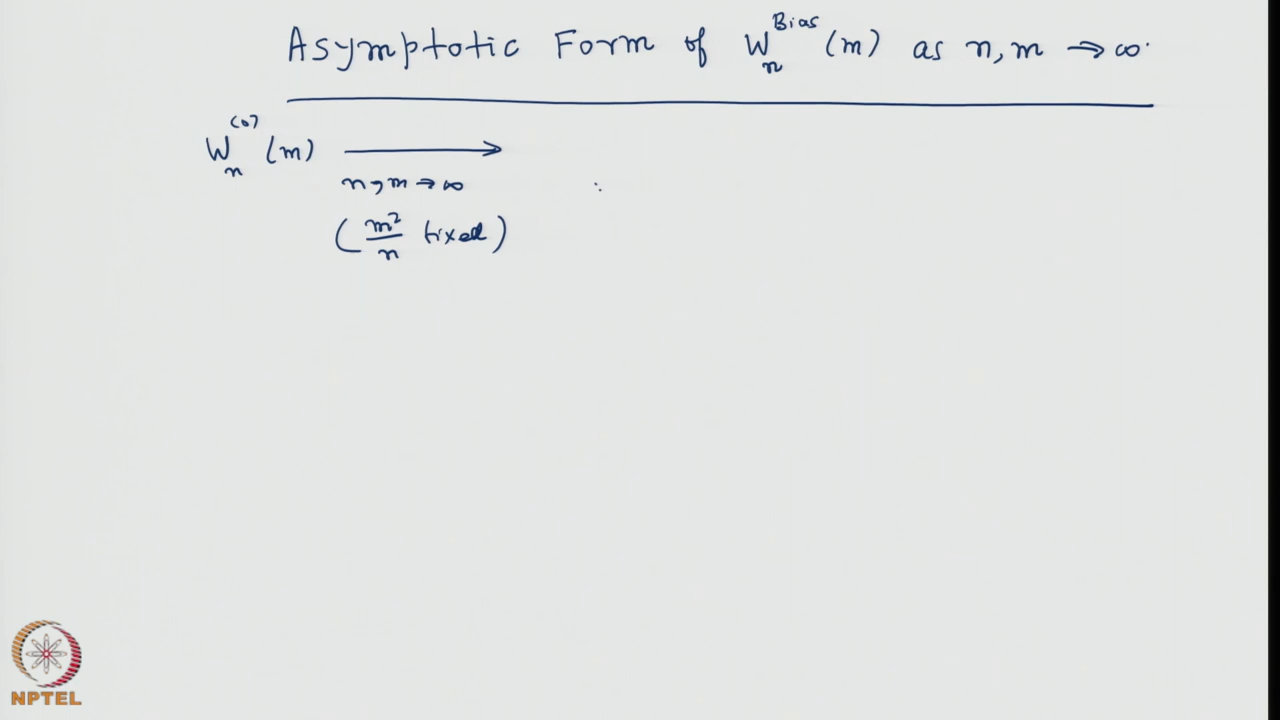 Asymptotic Form of W_n^{Bias}(m) as n, m → ∞
W_n^{(0)}(m) ⟶
n, m → ∞
(m²/n fixed)
NPTEL